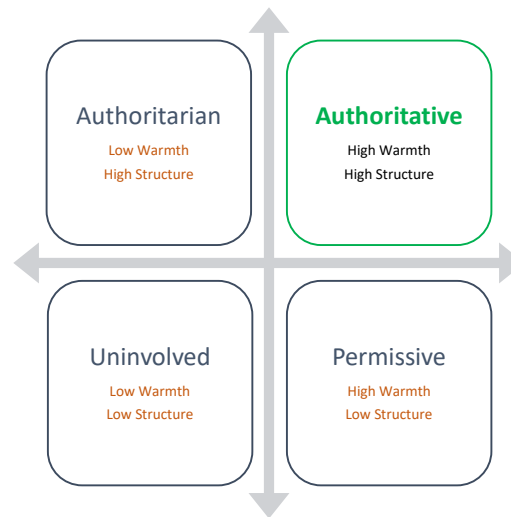 Authoritarian
Low Warmth
High Structure
Authoritative
High Warmth
High Structure
Uninvolved
Low Warmth
Low Structure
Permissive
High Warmth
Low Structure